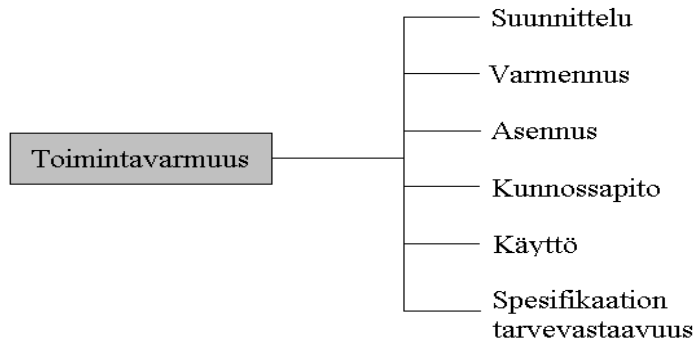 Suunnittelu
Varmennus
Asennus
Toimintavarmuus
Kunnossapito
Käyttö
Spesifikaation
tarvevastaavuus